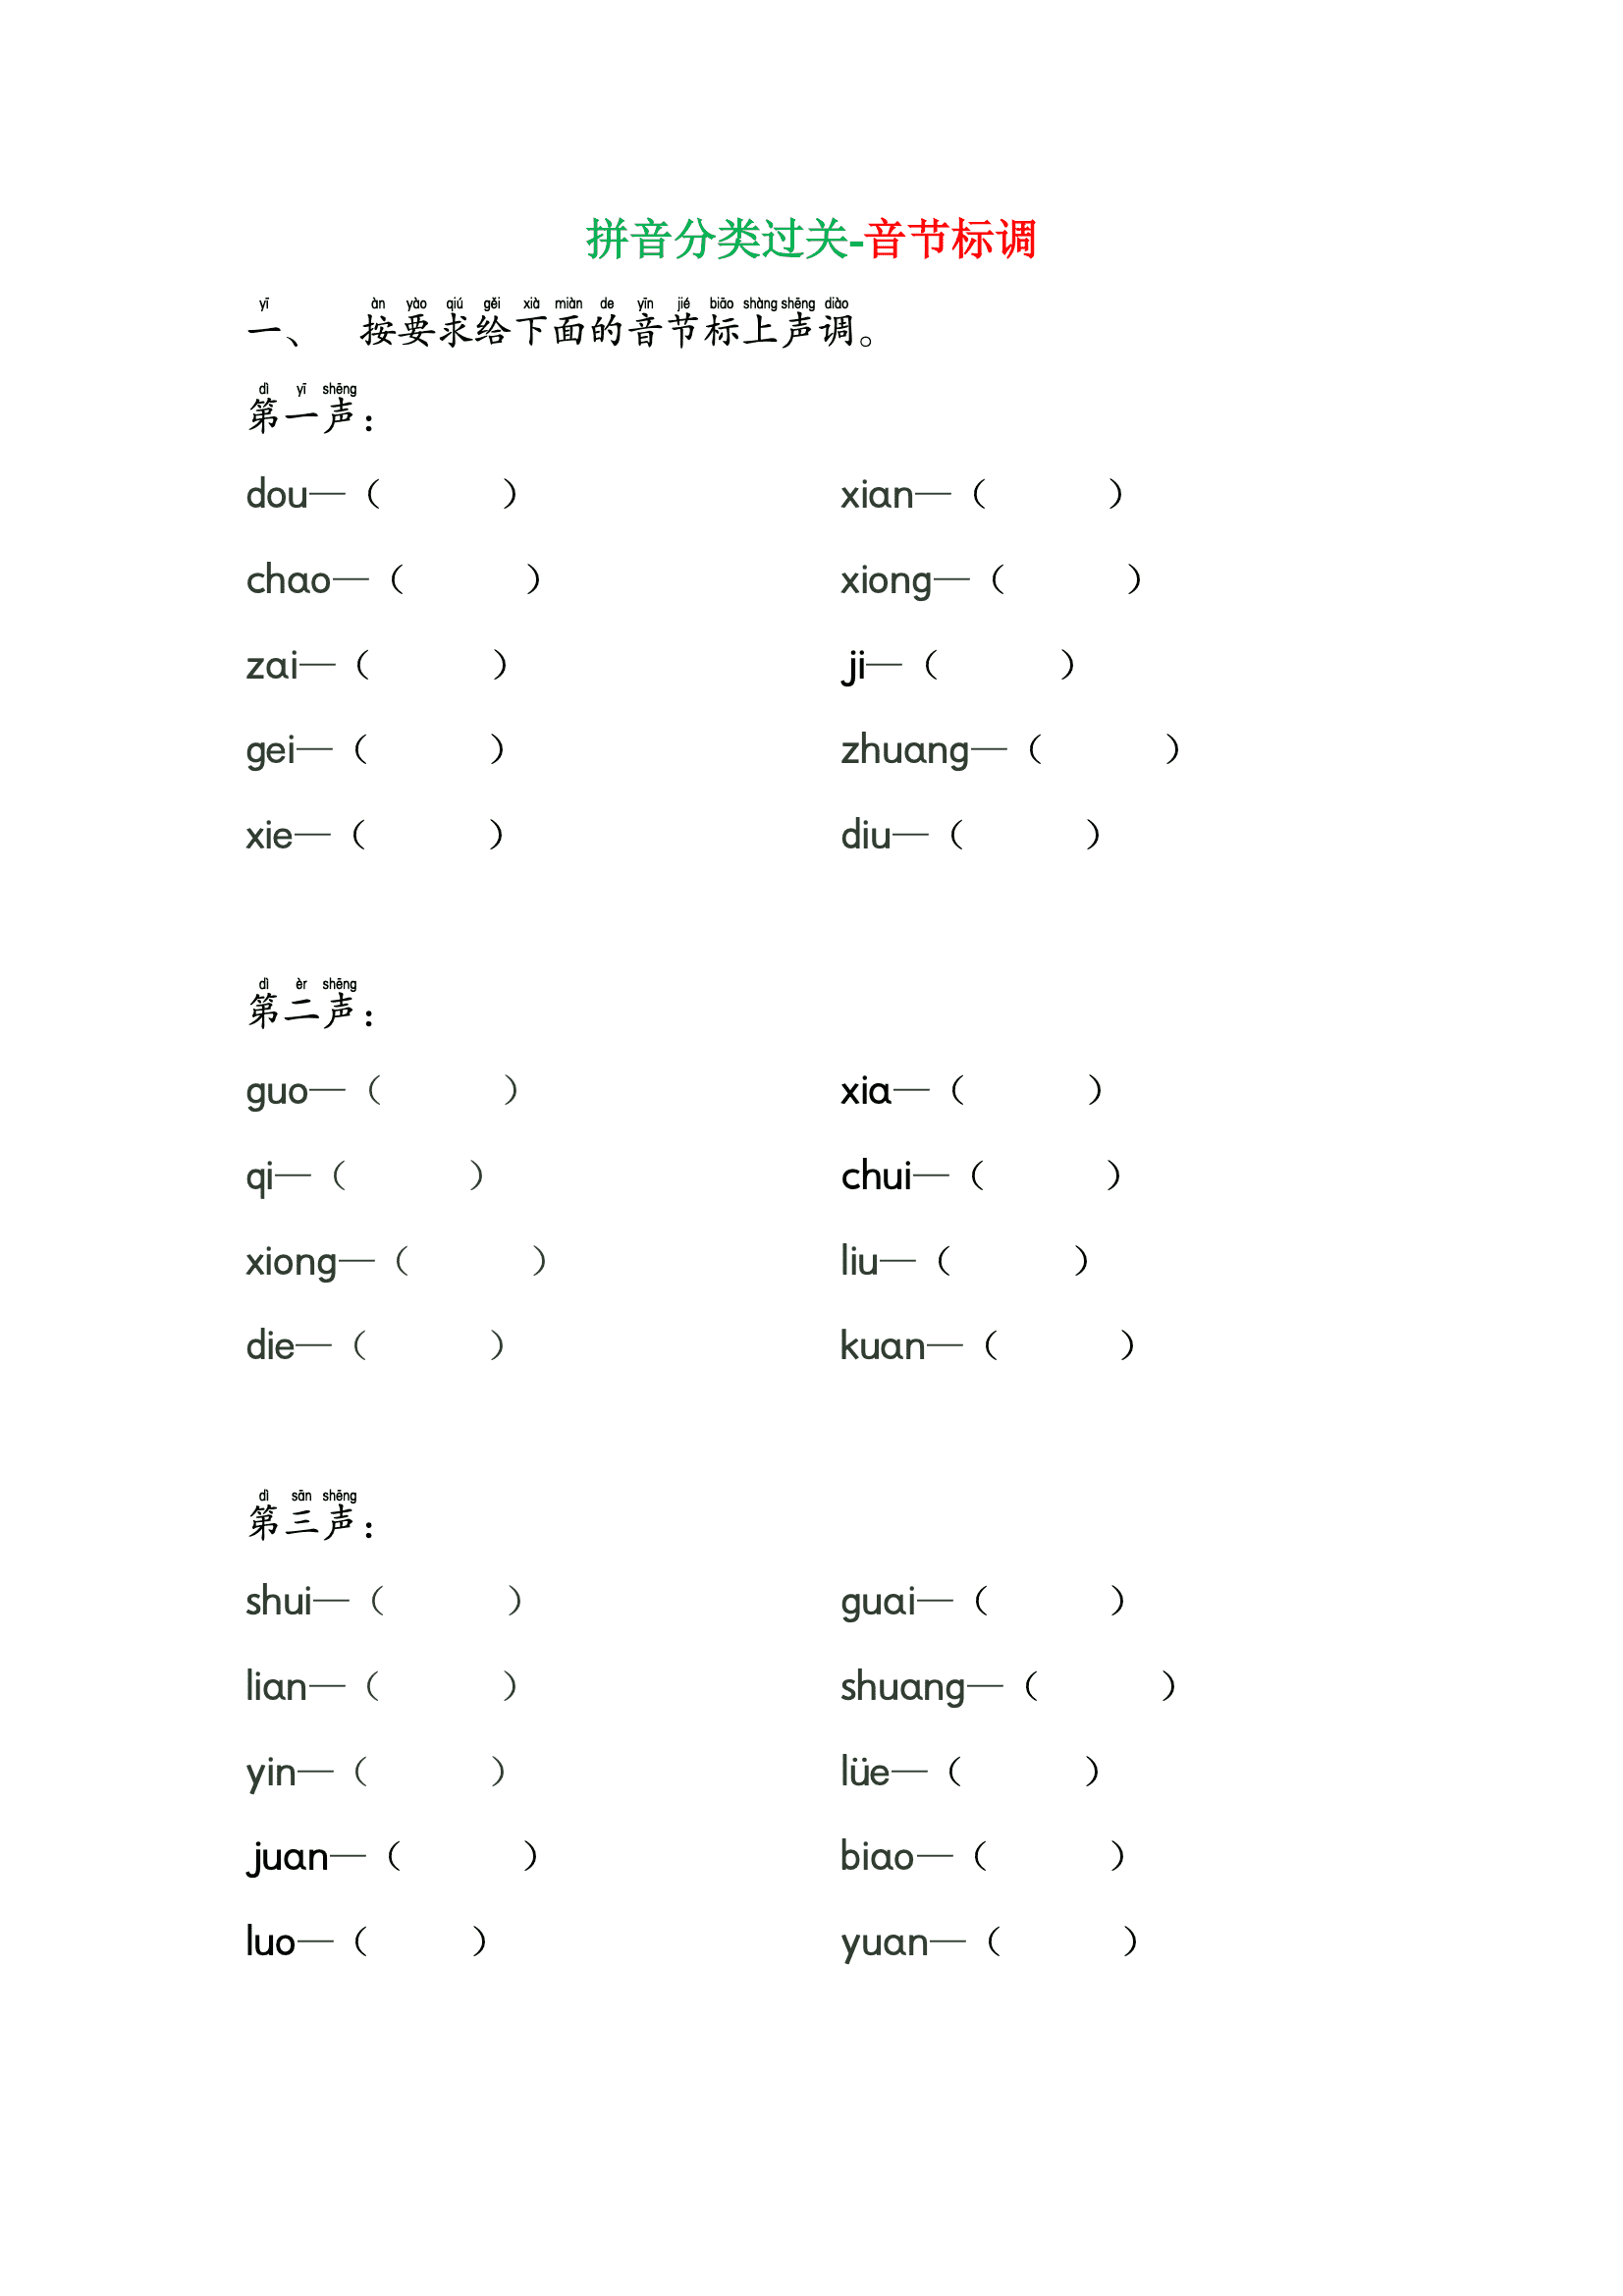 拼音分类过关-音节标调
yī àn yào qiú gěi xià miàn de yīn jié biāo shàng shēng diào
一、 按要求给下面的音节标上声调。
dì yī shēng
第一声：
dou—（ ） xian—（ ）
chao—（ ） xiong—（ ）
zai—（ ） ji—（ ）
gei—（ ） zhuang—（ ）
xie—（ ） diu—（ ）
dì èr shēng
第二声：
guo—（ ） xia—（ ）
qi—（ ） chui—（ ）
xiong—（ ） liu—（ ）
die—（ ） kuan—（ ）
dì sān shēng
第三声：
shui—（ ） guai—（ ）
lian—（ ） shuang—（ ）
yin—（ ） lüe—（ ）
juan—（ ） biao—（ ）
luo—（ ） yuan—（ ）